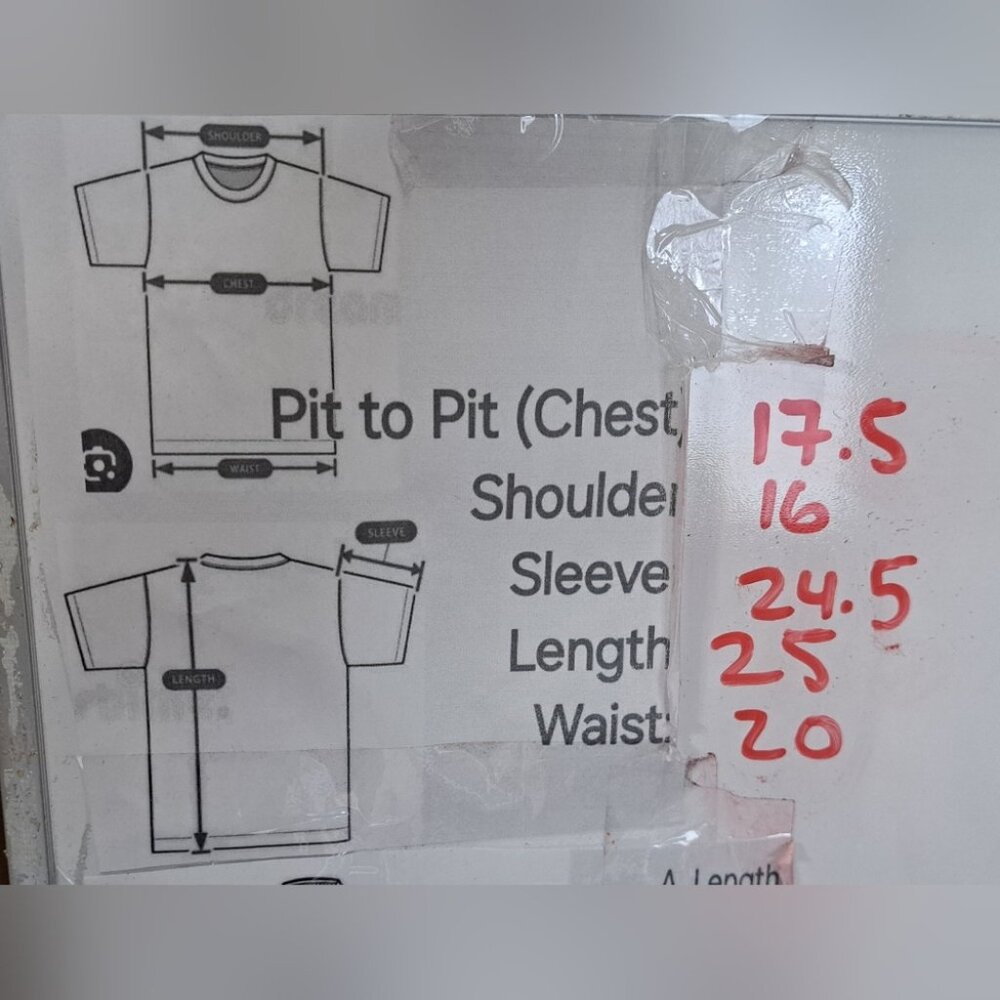 SHOULDER
CHEST
Pit to Pit (Chest) 17.5
WAIST
Shoulder 16
SLEEVE
Sleeve 24.5
Length 25
LENGTH
Waist: 20
A. Length